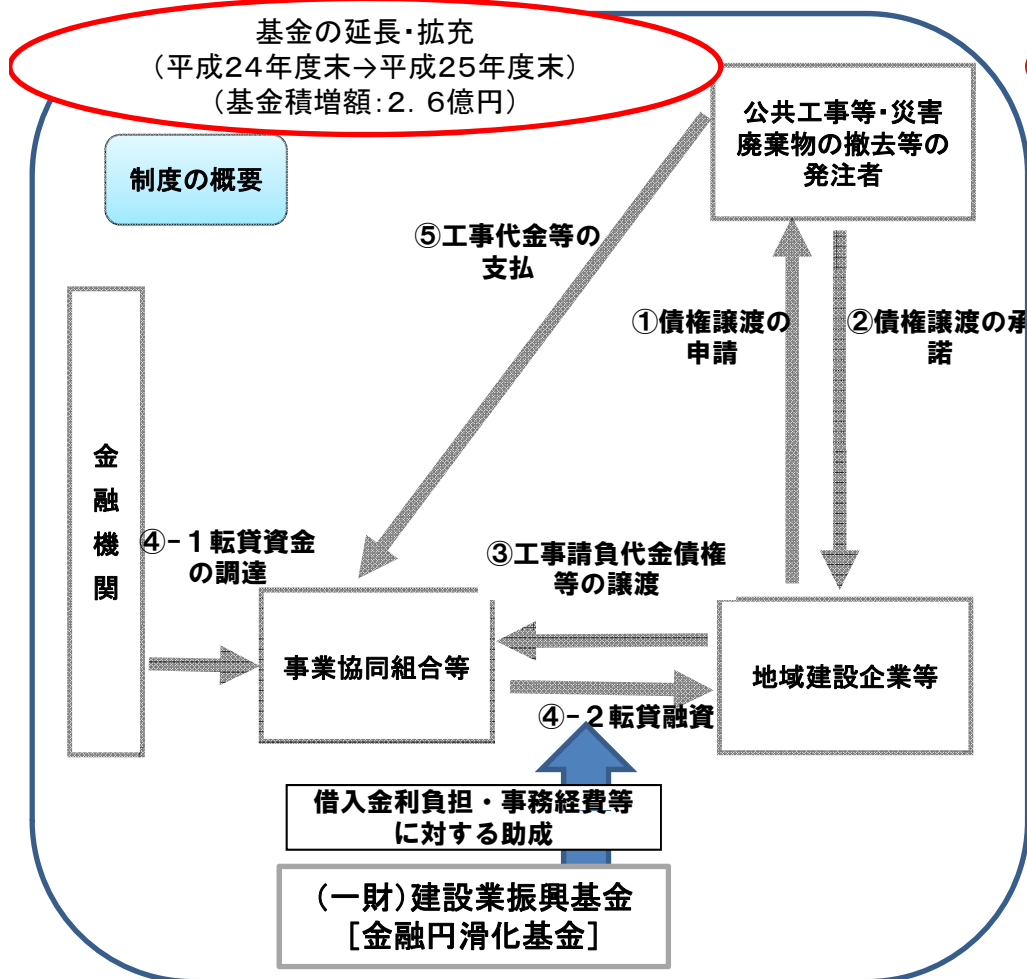 基金の延長・拡充
（平成24年度末→平成25年度末）
（基金積増額：2．6億円）
制度の概要
公共工事等・災害
廃棄物の撤去等の
発注者
⑤工事代金等の
支払
①債権譲渡の
申請
②債権譲渡の承
諾
金
融
機
関
④-１転貸資金
の調達
③工事請負代金債権
等の譲渡
事業協同組合等
地域建設企業等
④-２転貸融資
借入金利負担・事務経費等
に対する助成
（一財）建設業振興基金
［金融円滑化基金］